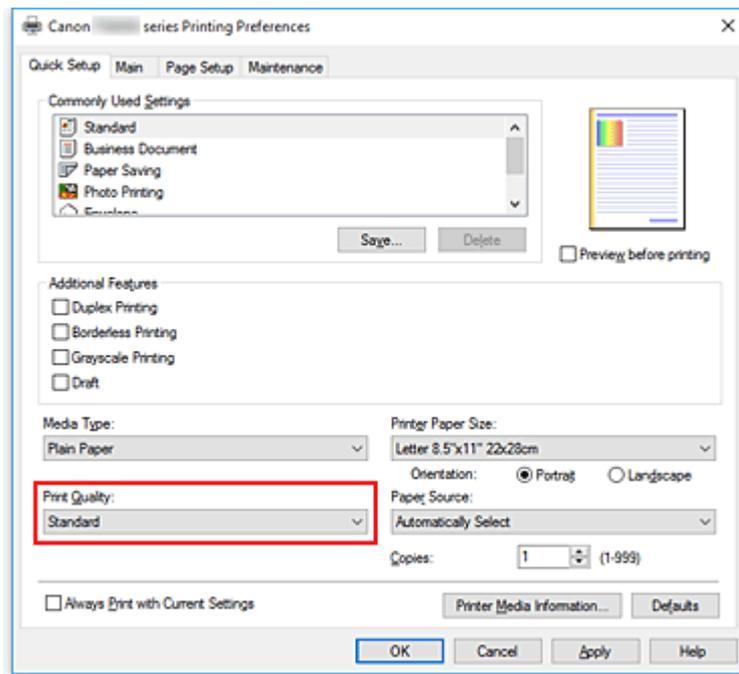 Canon series Printing Preferences
Quick Setup Main Page Setup Maintenance
Commonly Used Settings
Standard
Business Document
Paper Saving
Photo Printing
Envelope
Save... Delete
Preview before printing
Additional Features
Duplex Printing
Borderless Printing
Grayscale Printing
Draft
Media Type:
Plain Paper
Printer Paper Size:
Letter 8.5"x11" 22x28cm
Orientation: Portrait Landscape
Print Quality:
Standard
Paper Source:
Automatically Select
Copies: 1 (1-999)
Always Print with Current Settings
Printer Media Information... Defaults
OK Cancel Apply Help